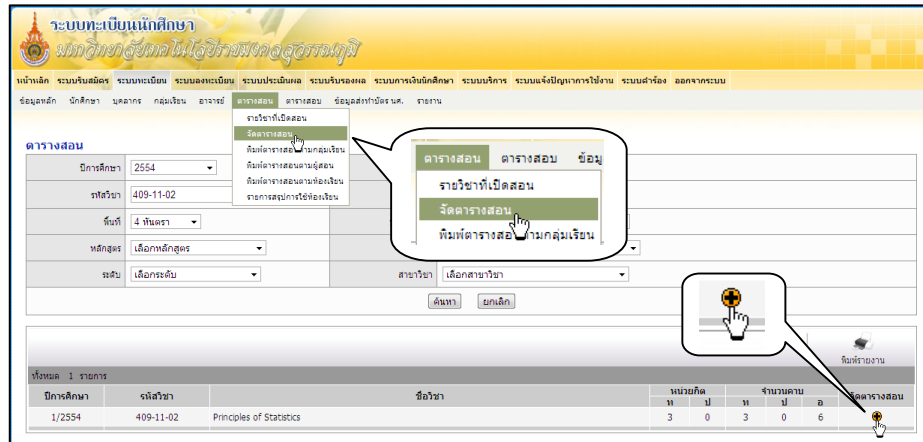 ระบบทะเบียนนักศึกษา
มหาวิทยาลัยเทคโนโลยีราชมงคลสุวรรณภูมิ
หน้าหลัก ระบบรับสมัคร ระบบทะเบียน ระบบลงทะเบียน ระบบประเมินผล ระบบรับรองผล ระบบการเงินนักศึกษา ระบบบริการ ระบบแจ้งปัญหาการใช้งาน ระบบสำรอง ออกจากระบบ
ข้อมูลหลัก นักศึกษา บุคลากร กลุ่มเรียน อาจารย์ ตารางสอน ตารางสอบ ข้อมูลส่งทำบัตร นศ. รายงาน
รายวิชาที่เปิดสอน
จัดตารางสอน
พิมพ์ตารางสอนตามกลุ่มเรียน
พิมพ์ตารางสอนตามผู้สอน
พิมพ์ตารางสอนตามห้องเรียน
รายการสรุปการใช้ห้องเรียน
ตารางสอน ตารางสอบ ข้อมู
รายวิชาที่เปิดสอน
จัดตารางสอน
พิมพ์ตารางสอนตามกลุ่มเรียน
ตารางสอน
ปีการศึกษา 2554
รหัสวิชา 409-11-02
พื้นที่ 4 หันตรา
หลักสูตร เลือกหลักสูตร
ระดับ เลือกระดับ สาขาวิชา เลือกสาขาวิชา
ค้นหา ยกเลิก
พิมพ์รายงาน
ทั้งหมด 1 รายการ
ปีการศึกษา รหัสวิชา ชื่อวิชา หน่วยกิต จำนวนคาบ จัดตารางสอน
ท ป ท ป อ
1/2554 409-11-02 Principles of Statistics 3 0 3 0 6